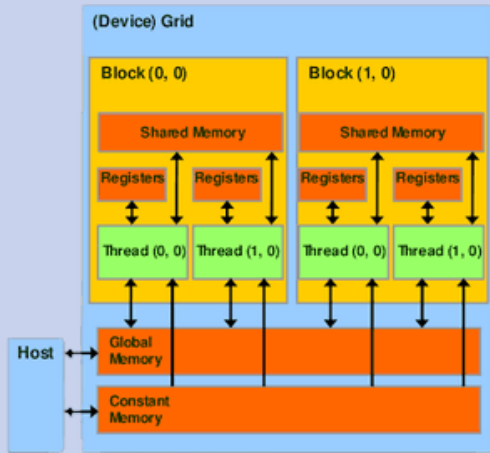 (Device) Grid
Block (0, 0)
Block (1, 0)
Shared Memory
Shared Memory
Registers
Registers
Registers
Registers
Thread (0, 0)
Thread (1, 0)
Thread (0, 0)
Thread (1, 0)
Host
Global
Memory
Constant
Memory